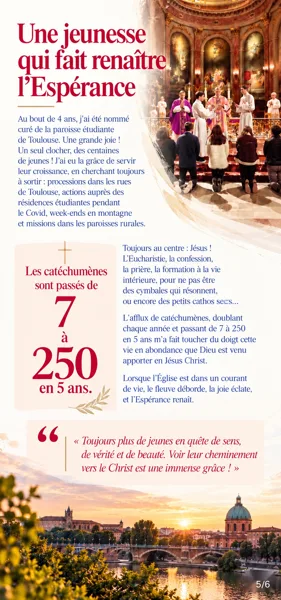 Une jeunesse
qui fait renaître
l'Espérance
Au bout de 4 ans, j'ai été nommé
curé de la paroisse étudiante
de Toulouse. Une grande joie !
Un seul clocher, des centaines
de jeunes ! J'ai eu la grâce de servir
leur croissance, en cherchant toujours
à sortir : processions dans les rues
de Toulouse, actions auprès des
résidences étudiantes pendant
le Covid, week-ends en montagne
et missions dans les paroisses rurales.
Les catéchumènes
sont passés de
7
à
250
en 5 ans.
Toujours au centre : Jésus !
L'Eucharistie, la confession,
la prière, la formation à la vie
intérieure, pour ne pas être
des cymbales qui résonnent,
ou encore des petits cathos secs...
L'afflux de catéchumènes, doublant
chaque année et passant de 7 à 250
en 5 ans m'a fait toucher du doigt cette
vie en abondance que Dieu est venu
apporter en Jésus Christ.
Lorsque l'Église est dans un courant
de vie, le fleuve déborde, la joie éclate,
et l'Espérance renaît.
“
« Toujours plus de jeunes en quête de sens,
de vérité et de beauté. Voir leur cheminement
vers le Christ est une immense grâce ! »
5/6